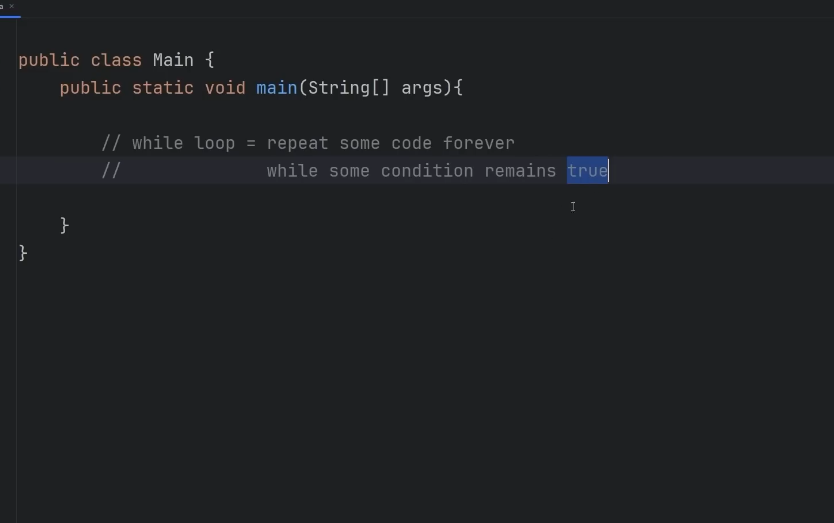 public class Main {
    public static void main(String[] args){
        // while loop = repeat some code forever
        //              while some condition remains true
    }
}